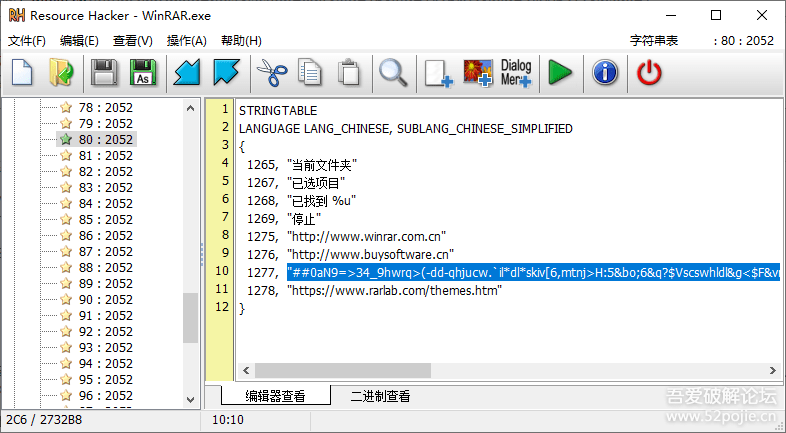 Resource Hacker - WinRAR.exe
文件(F) 编辑(E) 查看(V) 操作(A) 帮助(H) 字符串表 : 80 : 2052
As Dialog Men+
78 : 2052
79 : 2052
80 : 2052
81 : 2052
82 : 2052
83 : 2052
84 : 2052
85 : 2052
86 : 2052
87 : 2052
88 : 2052
89 : 2052
90 : 2052
91 : 2052
92 : 2052
93 : 2052
94 : 2052
95 : 2052
96 : 2052
1 STRINGTABLE
2 LANGUAGE LANG_CHINESE, SUBLANG_CHINESE_SIMPLIFIED
3 {
4 1265, "当前文件夹"
5 1267, "已选项目"
6 1268, "已找到 %u"
7 1269, "停止"
8 1275, "http://www.winrar.com.cn"
9 1276, "http://www.buysoftware.cn"
10 1277, "##0aN9=>34_9hwrq>(-dd-qhjucw.`il*dl*skiv[6,mtnj>H:5&bo;6&q?$Vscswhldl&g<$F&v
11 1278, "https://www.rarlab.com/themes.htm"
12 }
编辑器查看 二进制查看
2C6 / 2732B8 10:10
吾爱破解论坛
www.52pojie.cn